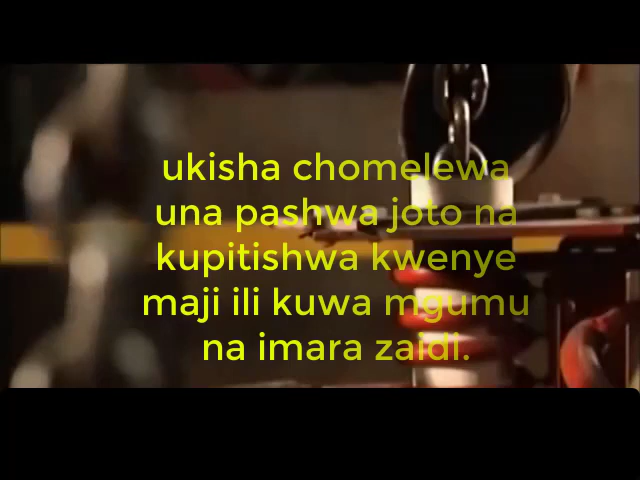 ukisha chomelewa
una pashwa joto na
kupitishwa kwenye
maji ili kuwa mgumu
na imara zaidi.